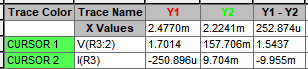 Trace Color Trace Name Y1 Y2 Y1 - Y2
X Values 2.4770m 2.2241m 252.874u
CURSOR 1 V(R3:2) 1.7014 157.706m 1.5437
CURSOR 2 I(R3) -250.896u 9.704m -9.955m